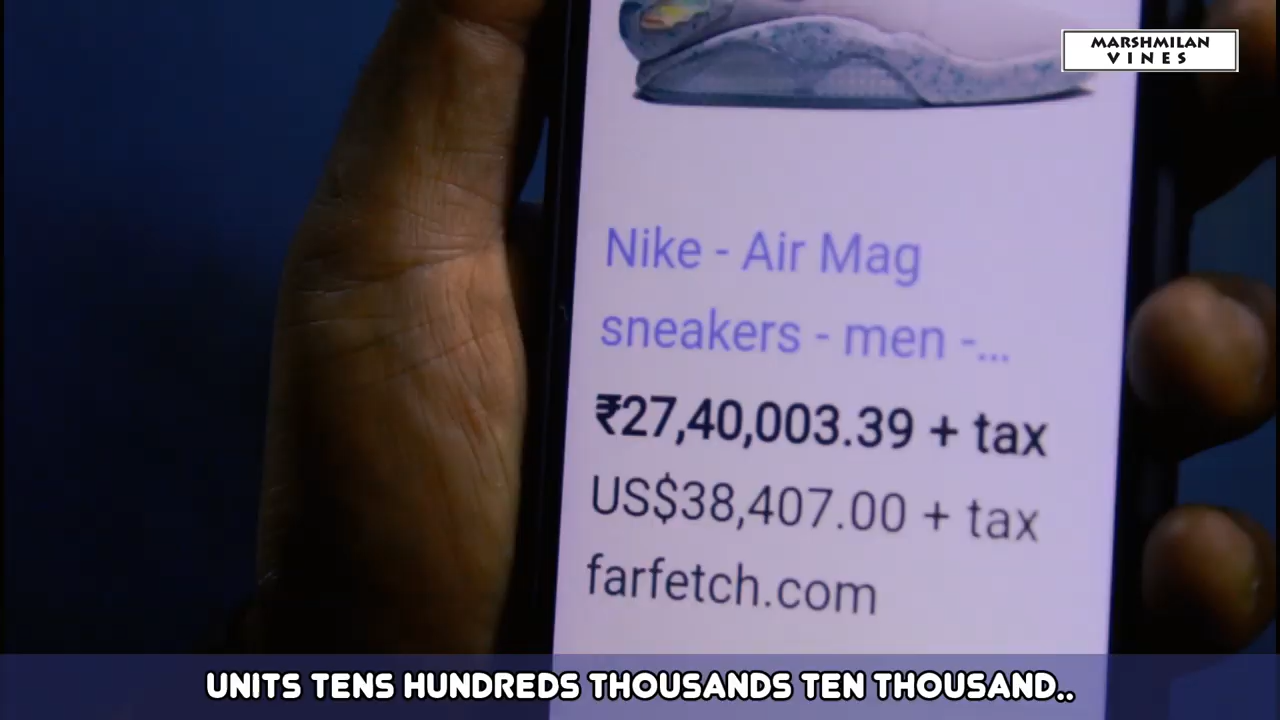 MARSHMILAN
VINES
Nike - Air Mag
sneakers - men -...
₹27,40,003.39 + tax
US$38,407.00 + tax
farfetch.com
UNITS TENS HUNDREDS THOUSANDS TEN THOUSAND..